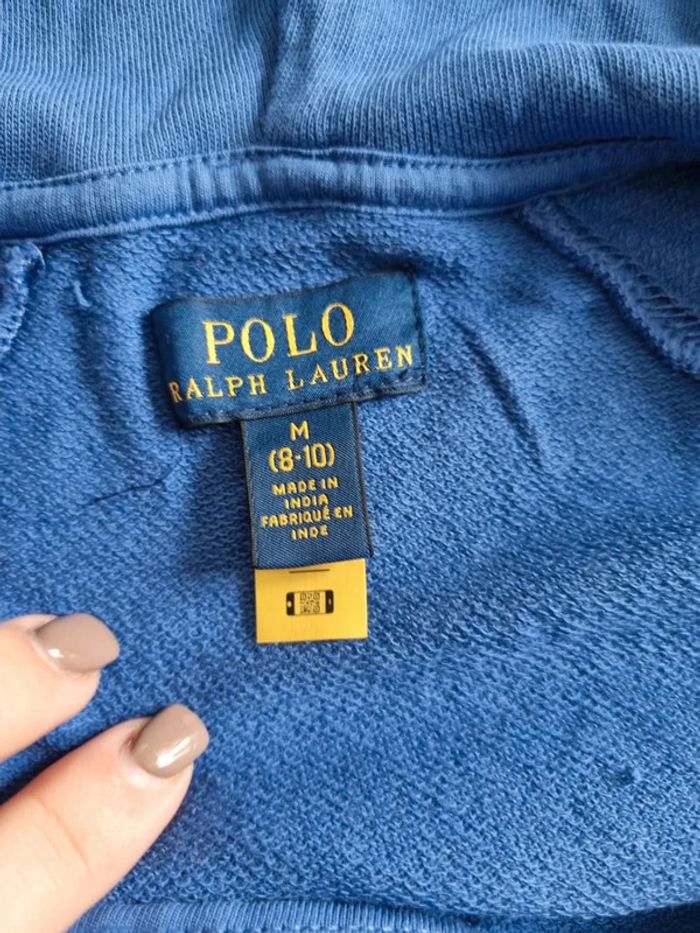 POLO
RALPH LAUREN
M
(8-10)
MADE IN
INDIA
FABRIQUÉ EN
INDE